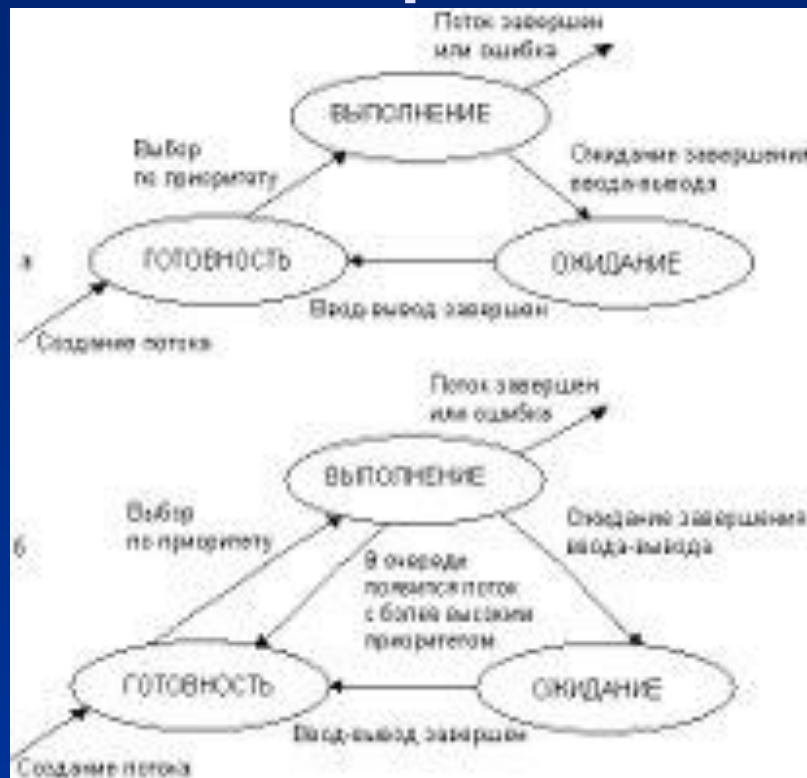 Поток завершен
или ошибка
ВЫПОЛНЕНИЕ
Выбор
по приоритету
Ожидание завершения
ввода-вывода
а
ГОТОВНОСТЬ
ОЖИДАНИЕ
Ввод-вывод завершен
Создание потока
Поток завершен
или ошибка
ВЫПОЛНЕНИЕ
Выбор
по приоритету
Ожидание завершения
ввода-вывода
б
В очереди
появился поток
с более высоким
приоритетом
ГОТОВНОСТЬ
ОЖИДАНИЕ
Ввод-вывод завершен
Создание потока